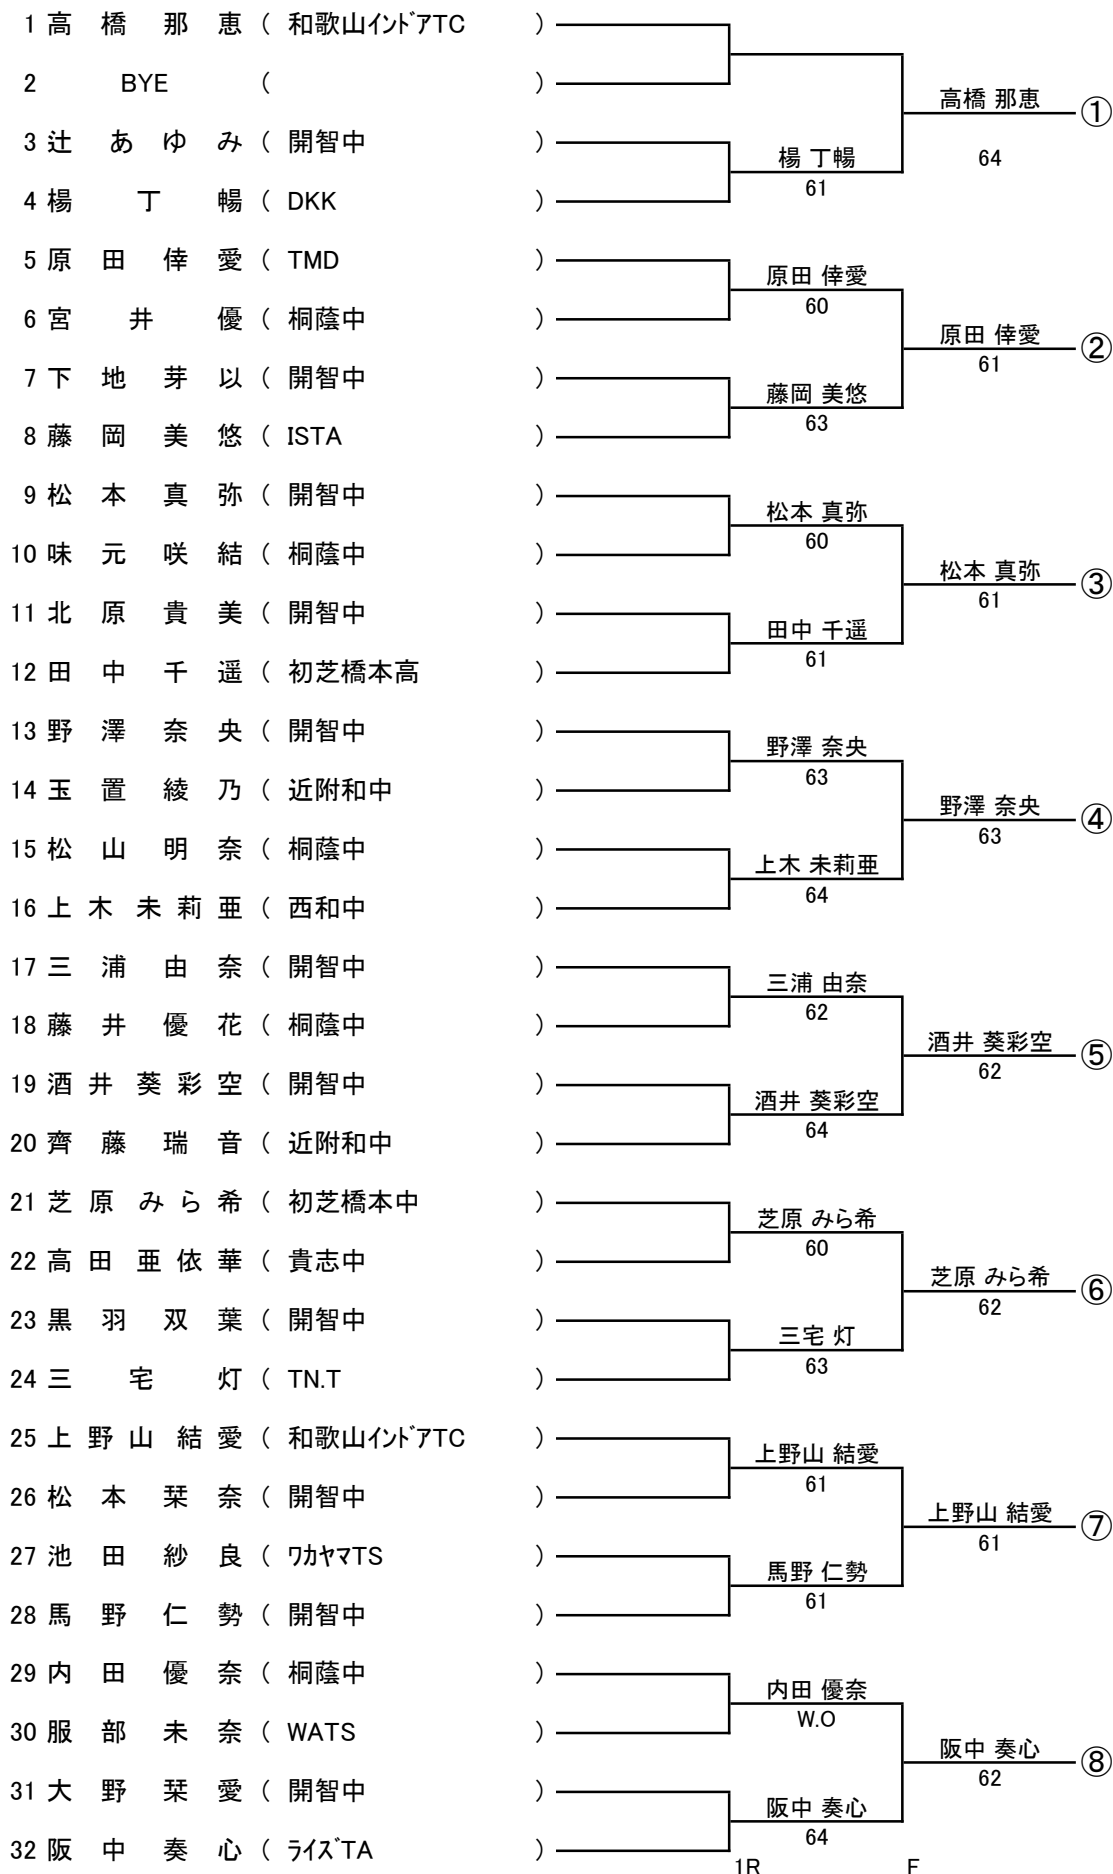 1 高橋 那恵 ( 和歌山インドアTC )
2 BYE ( )
高橋 那恵 ①
3 辻 あゆみ ( 開智中 )
楊 丁暢 64
61
4 楊 丁 暢 ( DKK )
5 原田 倖愛 ( TMD )
原田 倖愛
60
6 宮井 優 ( 桐蔭中 )
原田 倖愛 ②
61
7 下地 芽以 ( 開智中 )
藤岡 美悠
63
8 藤岡 美悠 ( ISTA )
9 松本 真弥 ( 開智中 )
松本 真弥
60
10 味元 咲結 ( 桐蔭中 )
松本 真弥 ③
61
11 北原 貴美 ( 開智中 )
田中 千遥
61
12 田中 千遥 ( 初芝橋本高 )
13 野澤 奈央 ( 開智中 )
野澤 奈央
63
14 玉置 綾乃 ( 近附和中 )
野澤 奈央 ④
63
15 松山 明奈 ( 桐蔭中 )
上木 未莉亜
64
16 上木 未莉亜 ( 西和中 )
17 三浦 由奈 ( 開智中 )
三浦 由奈
62
18 藤井 優花 ( 桐蔭中 )
酒井 葵彩空 ⑤
62
19 酒井 葵彩空 ( 開智中 )
酒井 葵彩空
64
20 齊藤 瑞音 ( 近附和中 )
21 芝原 みら希 ( 初芝橋本中 )
芝原 みら希
60
22 高田 亜依華 ( 貴志中 )
芝原 みら希 ⑥
62
23 黒羽 双葉 ( 開智中 )
三宅 灯
63
24 三宅 灯 ( TN.T )
25 上野山 結愛 ( 和歌山インドアTC )
上野山 結愛
61
26 松本 栞奈 ( 開智中 )
上野山 結愛 ⑦
61
27 池田 紗良 ( ワカヤマTS )
馬野 仁勢
61
28 馬野 仁勢 ( 開智中 )
29 内田 優奈 ( 桐蔭中 )
内田 優奈
W.O
30 服部 未奈 ( WATS )
阪中 奏心 ⑧
62
31 大野 栞愛 ( 開智中 )
阪中 奏心
64
32 阪中 奏心 ( ライズTA )
1R F